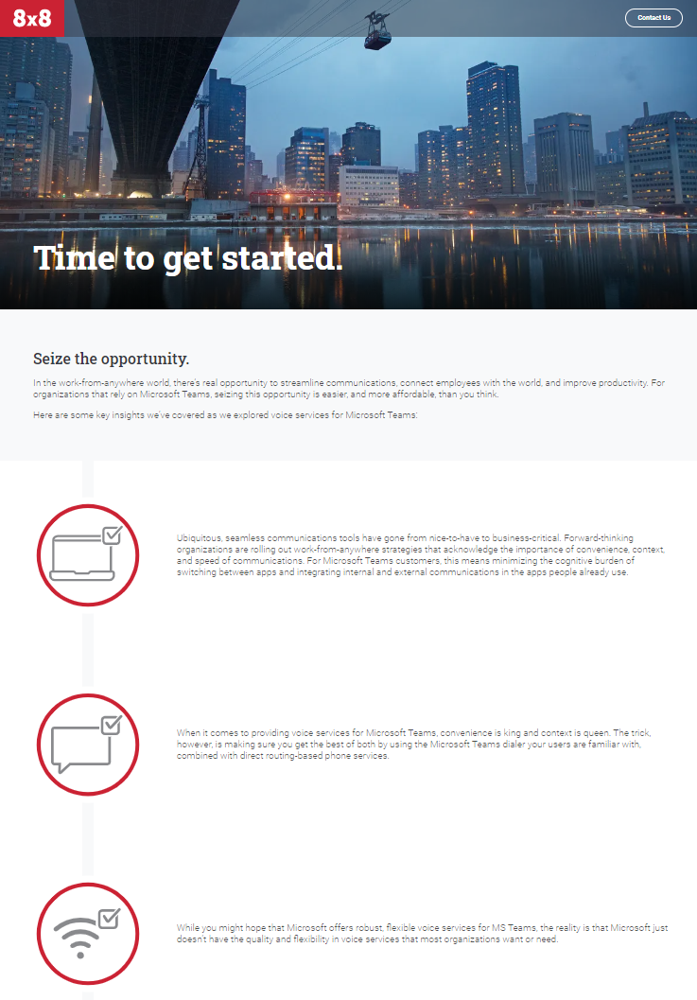 8x8
Contact Us
Time to get started.
Seize the opportunity.
In the work-from-anywhere world, there's real opportunity to streamline communications, connect employees with the world, and improve productivity. For
organizations that rely on Microsoft Teams, seizing this opportunity is easier, and more affordable, than you think.
Here are some key insights we've covered as we explored voice services for Microsoft Teams:
Ubiquitous, seamless communications tools have gone from nice-to-have to business-critical. Forward-thinking
organizations are rolling out work-from-anywhere strategies that acknowledge the importance of convenience, context,
and speed of communications. For Microsoft Teams customers, this means minimizing the cognitive burden of
switching between apps and integrating internal and external communications in the apps people already use.
When it comes to providing voice services for Microsoft Teams, convenience is king and context is queen. The trick,
however, is making sure you get the best of both by using the Microsoft Teams dialer your users are familiar with,
combined with direct routing-based phone services.
While you might hope that Microsoft offers robust, flexible voice services for MS Teams, the reality is that Microsoft just
doesn't have the quality and flexibility in voice services that most organizations want or need.